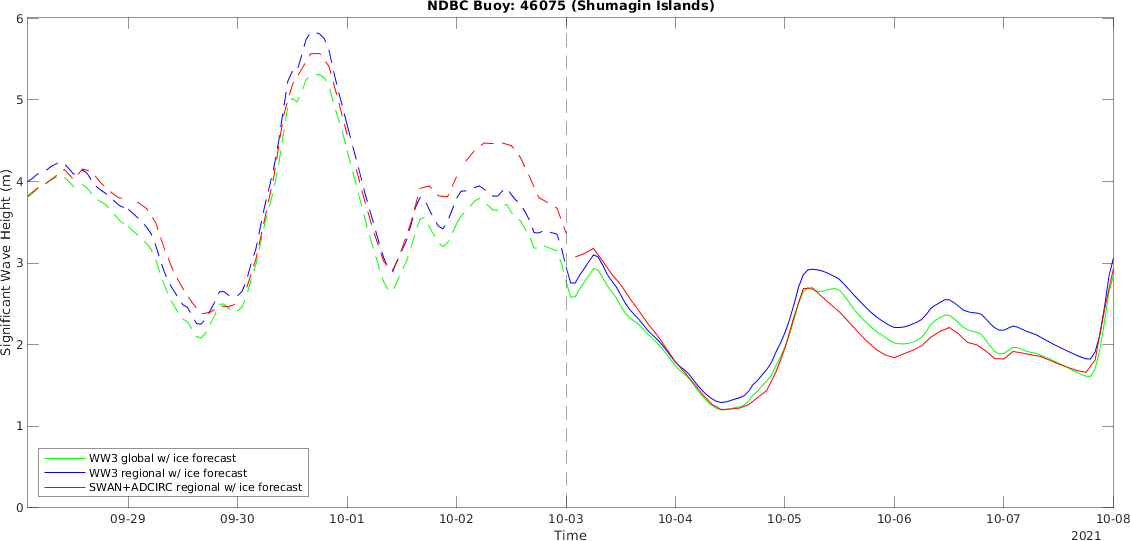 NDBC Buoy: 46075 (Shumagin Islands)
6
5
4
3
2
1
0
Significant Wave Height (m)
WW3 global w/ ice forecast
WW3 regional w/ ice forecast
SWAN+ADCIRC regional w/ ice forecast
09-29 09-30 10-01 10-02 10-03 10-04 10-05 10-06 10-07 10-08
Time 2021